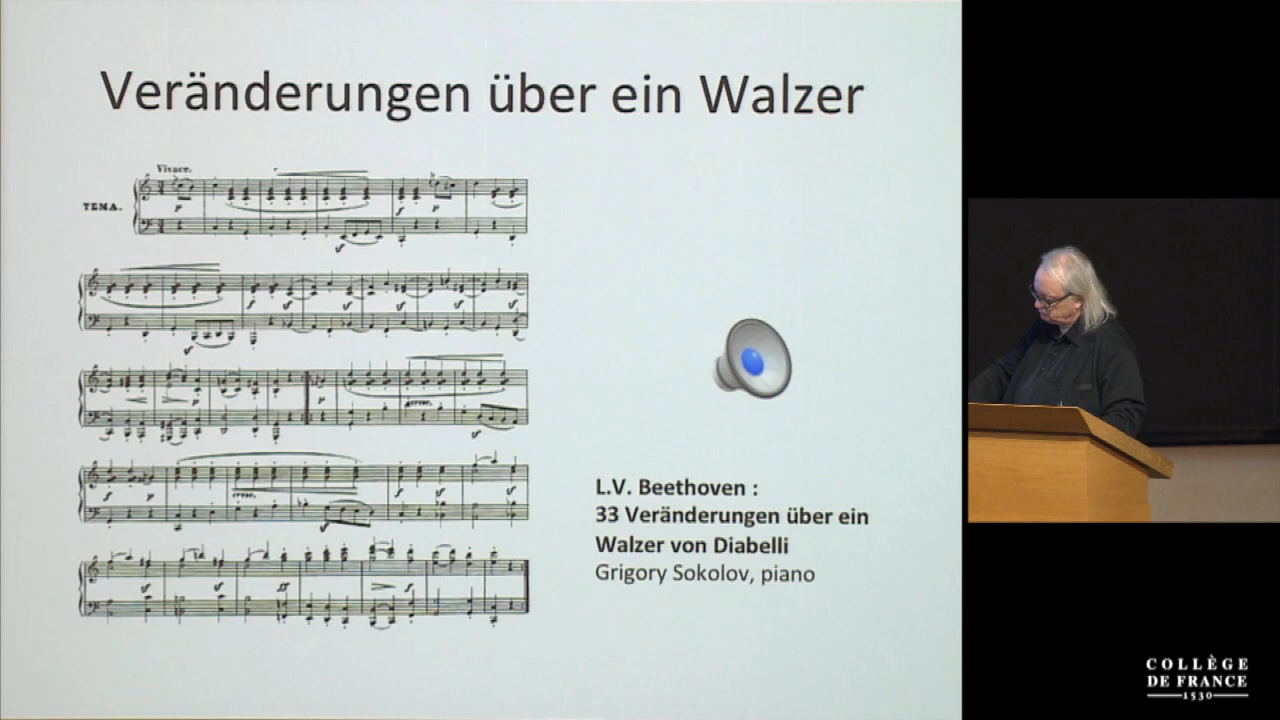 Veränderungen über ein Walzer
Vivace.
TEMA.
L.V. Beethoven :
33 Veränderungen über ein
Walzer von Diabelli
Grigory Sokolov, piano
COLLÈGE
DE FRANCE
1530